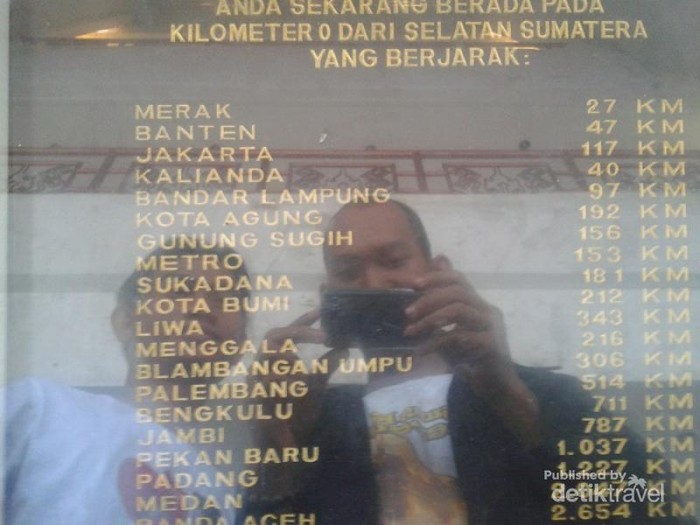 ANDA SEKARANG BERADA PADA
KILOMETER 0 DARI SELATAN SUMATERA
YANG BERJARAK :
MERAK 27 KM
BANTEN 47 KM
JAKARTA 117 KM
KALIANDA 40 KM
BANDAR LAMPUNG 97 KM
KOTA AGUNG 192 KM
GUNUNG SUGIH 156 KM
METRO 153 KM
SUKADANA 181 KM
KOTA BUMI 212 KM
LIWA 343 KM
MENGGALA 216 KM
BLAMBANGAN UMPU 306 KM
PALEMBANG 514 KM
BENGKULU 711 KM
JAMBI 787 KM
PEKAN BARU 1.037 KM
PADANG 1.227 KM
MEDAN
BANDA ACEH 2.654 KM
Published by
detiktravel